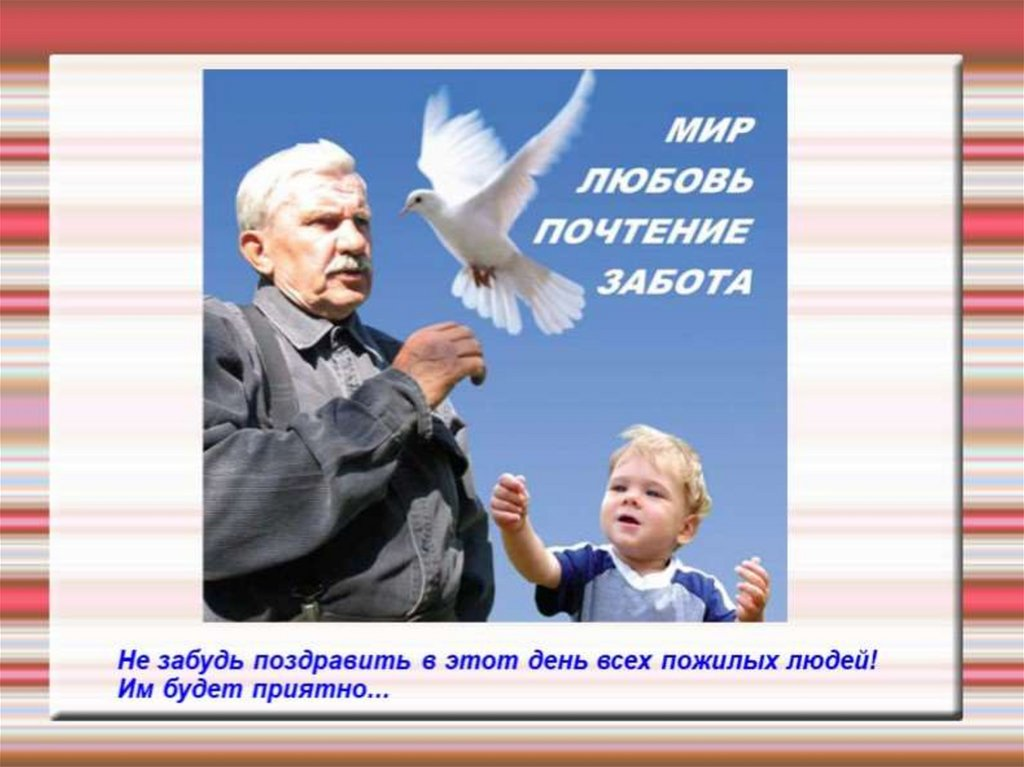 МИР
ЛЮБОВЬ
ПОЧТЕНИЕ
ЗАБОТА
Не забудь поздравить в этот день всех пожилых людей!
Им будет приятно...